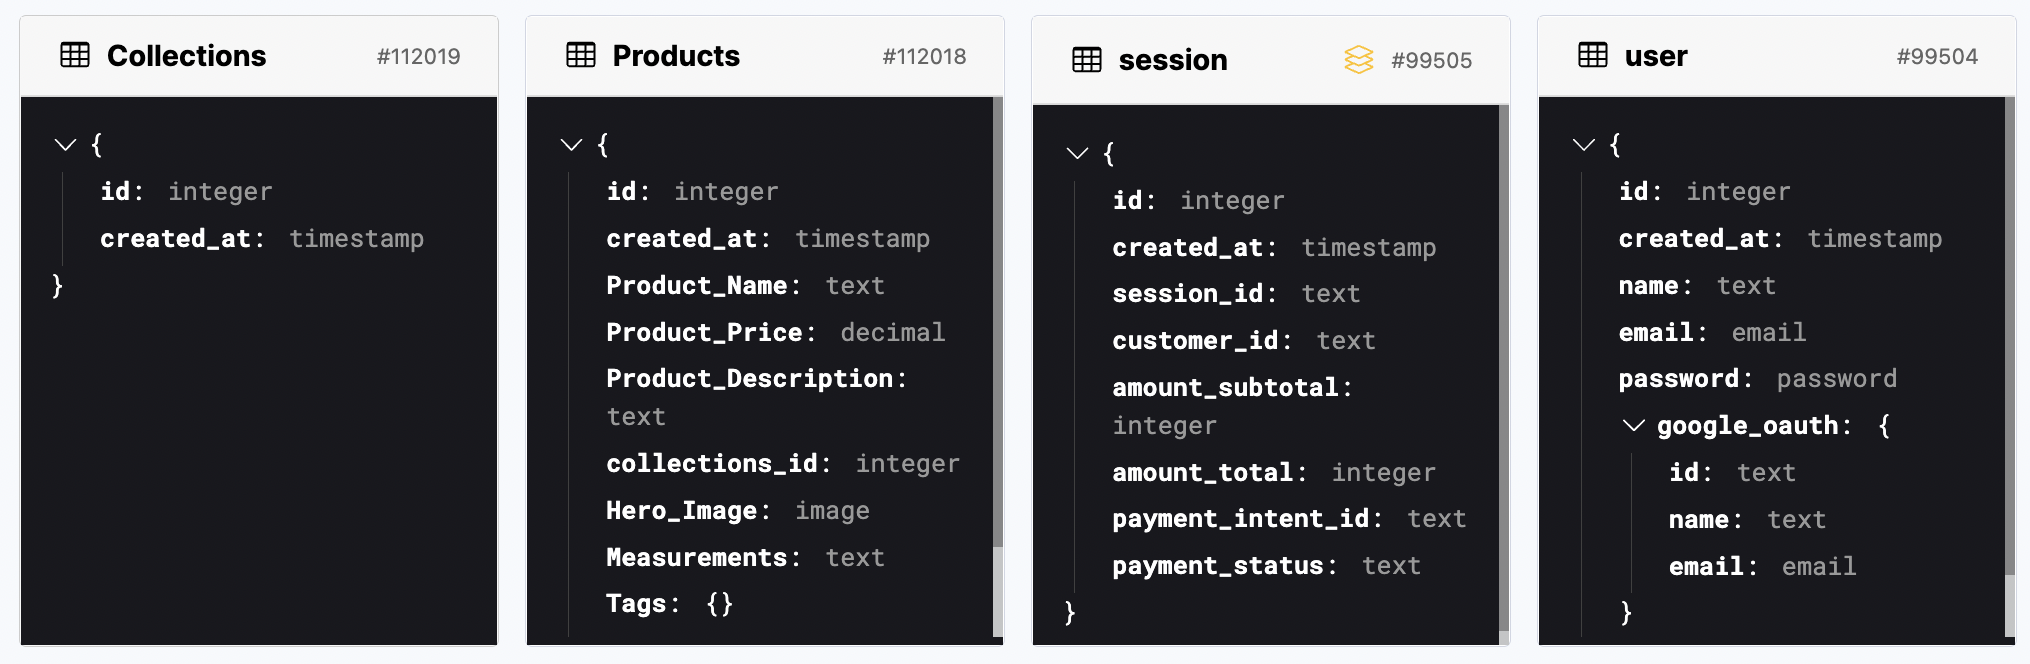 Collections #112019
{
id: integer
created_at: timestamp
}
Products #112018
{
id: integer
created_at: timestamp
Product_Name: text
Product_Price: decimal
Product_Description:
text
collections_id: integer
Hero_Image: image
Measurements: text
Tags: {}
session #99505
{
id: integer
created_at: timestamp
session_id: text
customer_id: text
amount_subtotal:
integer
amount_total: integer
payment_intent_id: text
payment_status: text
}
user #99504
{
id: integer
created_at: timestamp
name: text
email: email
password: password
google_oauth: {
id: text
name: text
email: email
}